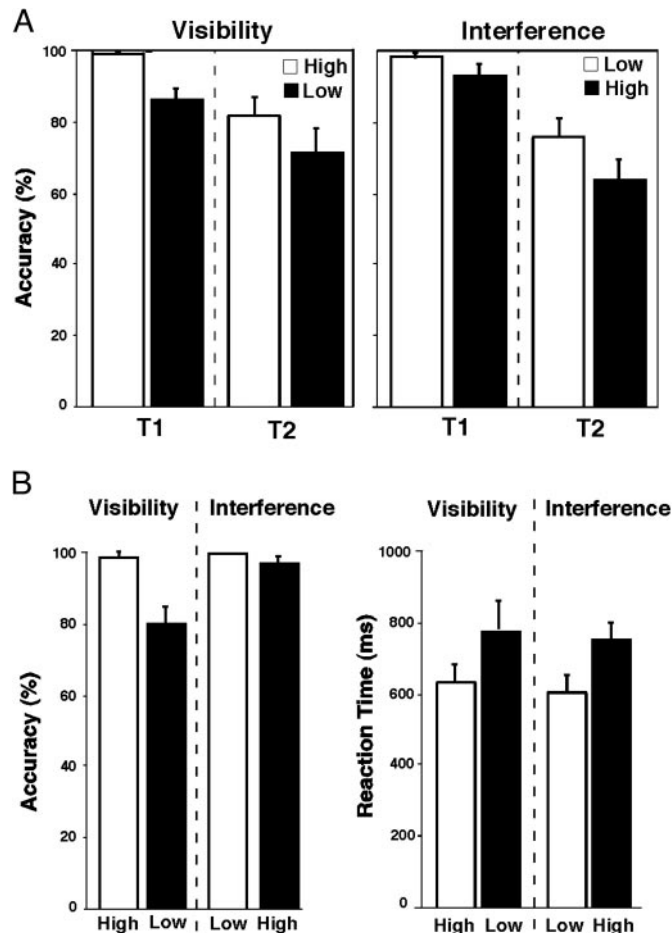 A
Visibility
Interference
High
Low
Low
High
Accuracy (%)
100
80
60
40
20
0
T1
T2
T1
T2
B
Visibility
Interference
Visibility
Interference
Accuracy (%)
100
80
60
40
20
0
High
Low
Low
High
Reaction Time (ms)
1000
800
600
400
200
0
High
Low
Low
High